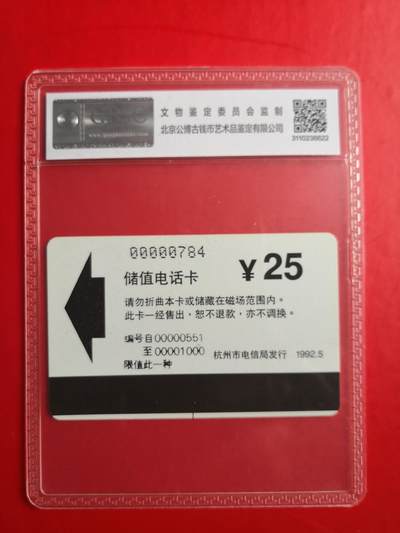 文物鉴定委员会监制
北京公博古钱币艺术品鉴定有限公司
3110236622
00000784
储值电话卡
¥25
请勿折曲本卡或储藏在磁场范围内。
此卡一经售出，恕不退款，亦不调换。
编号自00000551
至00001000
限值此一种
杭州市电信局发行 1992.5